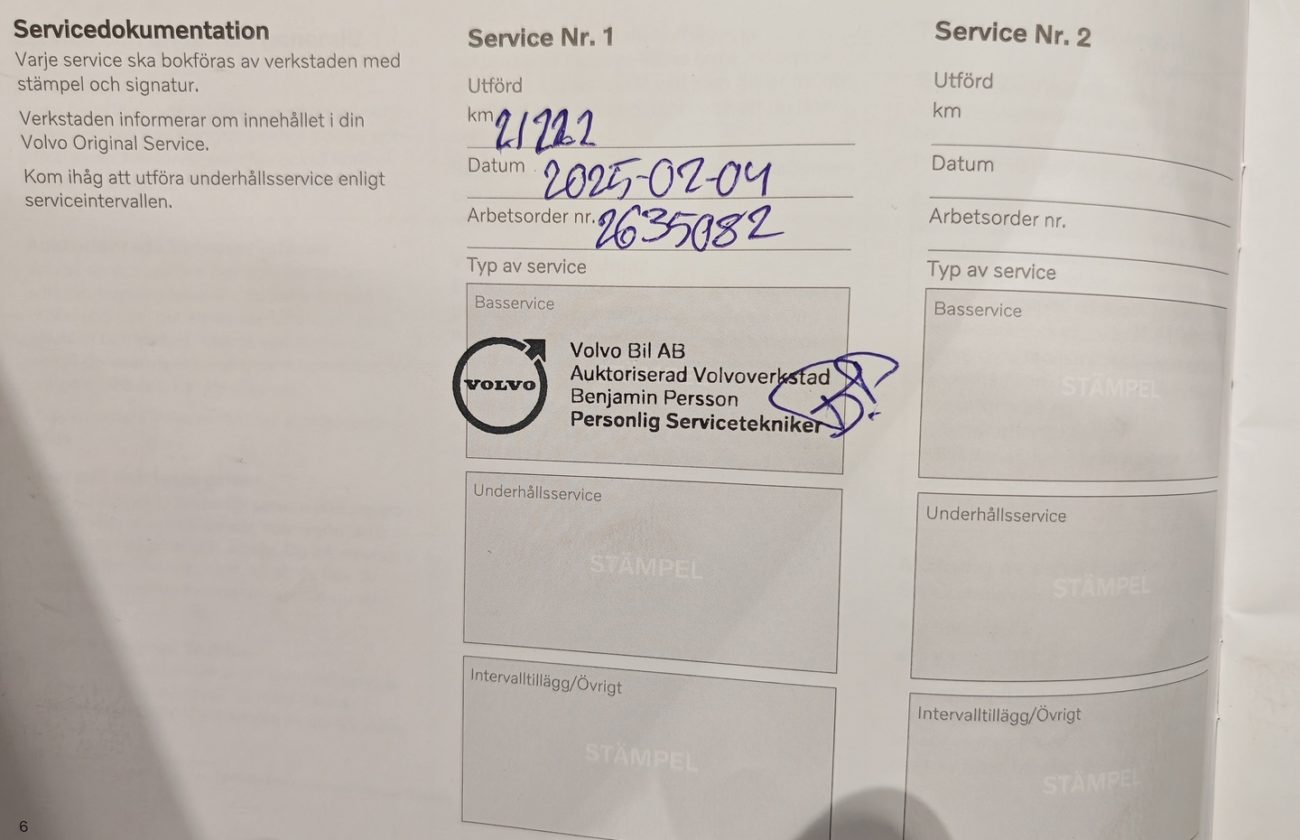 Servicedokumentation
Varje service ska bokföras av verkstaden med
stämpel och signatur.
Verkstaden informerar om innehållet i din
Volvo Original Service.
Kom ihåg att utföra underhållsservice enligt
serviceintervallen.
6
Service Nr. 1
Utförd
km 21222
Datum 2025-02-04
Arbetsorder nr. 2635082
Typ av service
Basservice
VOLVO
Volvo Bil AB
Auktoriserad Volvoverkstad
Benjamin Persson
Personlig Servicetekniker
Underhållsservice
STÄMPEL
Intervalltillägg/Övrigt
STÄMPEL
Service Nr. 2
Utförd
km
Datum
Arbetsorder nr.
Typ av service
Basservice
STÄMPEL
Underhållsservice
STÄMPEL
Intervalltillägg/Övrigt
STÄMPEL